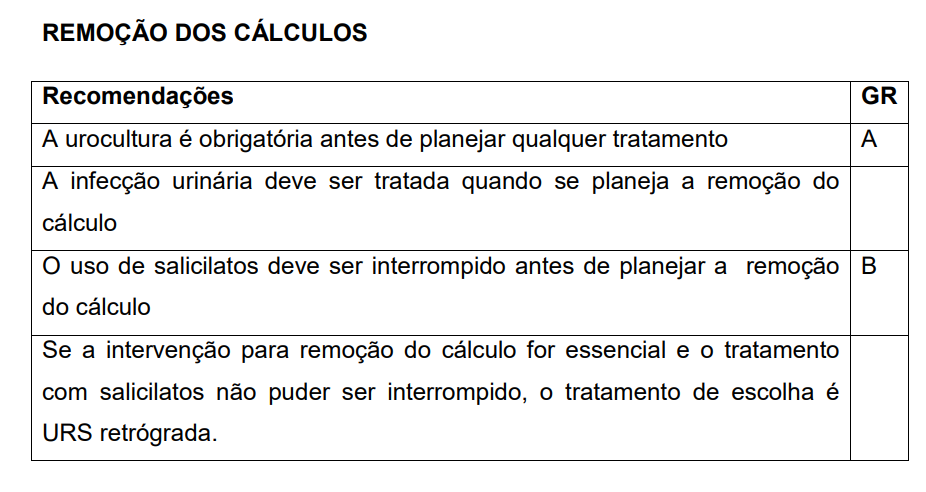 REMOÇÃO DOS CÁLCULOS
Recomendações GR
A urocultura é obrigatória antes de planejar qualquer tratamento A
A infecção urinária deve ser tratada quando se planeja a remoção do
cálculo
O uso de salicilatos deve ser interrompido antes de planejar a remoção B
do cálculo
Se a intervenção para remoção do cálculo for essencial e o tratamento
com salicilatos não puder ser interrompido, o tratamento de escolha é
URS retrógrada.